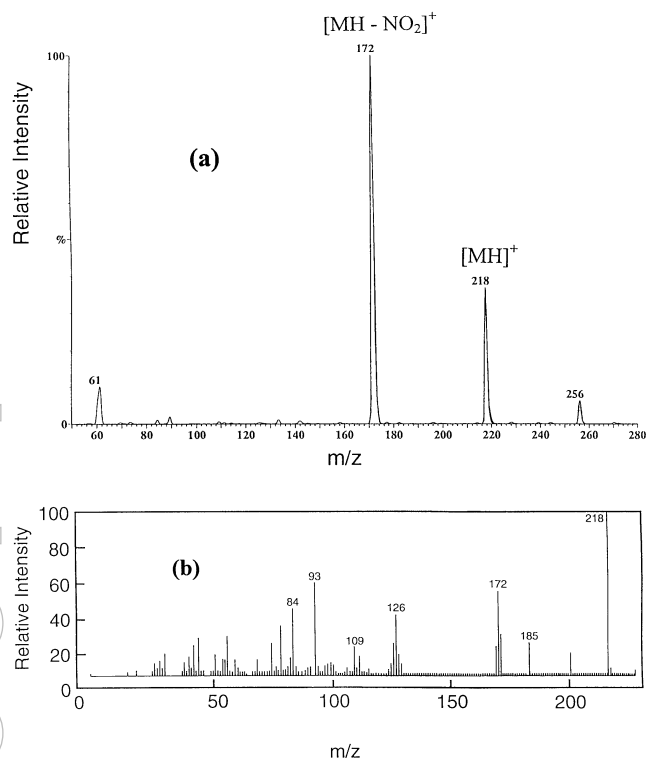 [MH - NO₂]⁺
172
100
(a)
Relative Intensity
%
[MH]⁺
218
61
256
0
60 80 100 120 140 160 180 200 220 240 260 280
m/z
100
218
80
(b)
Relative Intensity
60
93
172
84
126
40
109
185
20
0
0 50 100 150 200
m/z